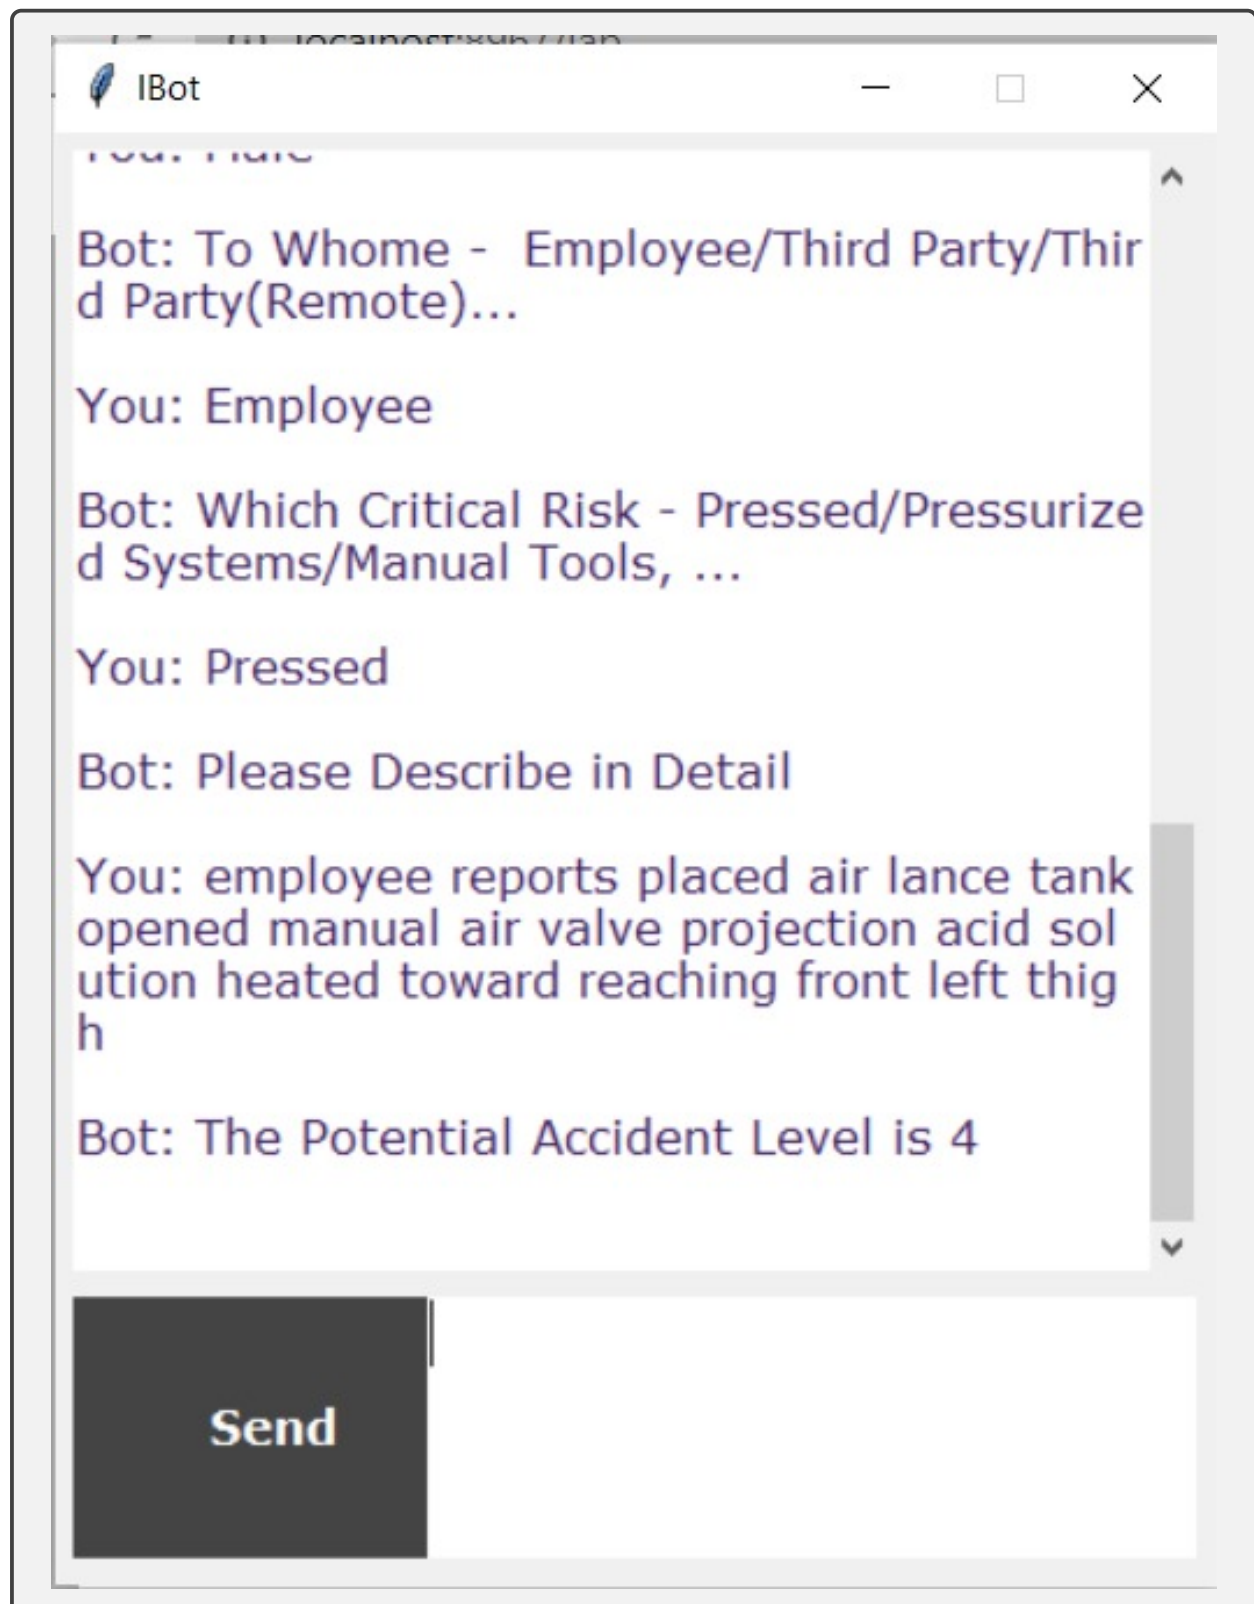 IBot
Bot: To Whome -  Employee/Third Party/Thir
d Party(Remote)...
You: Employee
Bot: Which Critical Risk - Pressed/Pressurize
d Systems/Manual Tools, ...
You: Pressed
Bot: Please Describe in Detail
You: employee reports placed air lance tank
opened manual air valve projection acid sol
ution heated toward reaching front left thig
h
Bot: The Potential Accident Level is 4
Send